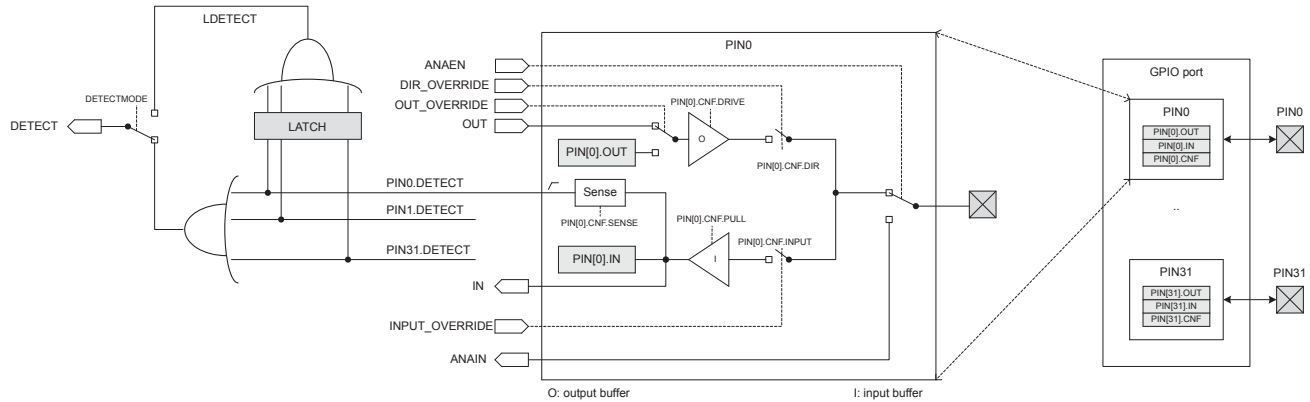 LDETECT
DETECTMODE
DETECT
LATCH
PIN0.DETECT
PIN1.DETECT
PIN31.DETECT
ANAEN
DIR_OVERRIDE
OUT_OVERRIDE
OUT
IN
INPUT_OVERRIDE
ANAIN
PIN0
PIN[0].CNF.DRIVE
O
PIN[0].OUT
PIN[0].CNF.DIR
Sense
PIN[0].CNF.SENSE
PIN[0].CNF.PULL
PIN[0].CNF.INPUT
PIN[0].IN
I
O: output buffer
I: input buffer
GPIO port
PIN0
PIN[0].OUT
PIN[0].IN
PIN[0].CNF
PIN0
..
PIN31
PIN[31].OUT
PIN[31].IN
PIN[31].CNF
PIN31